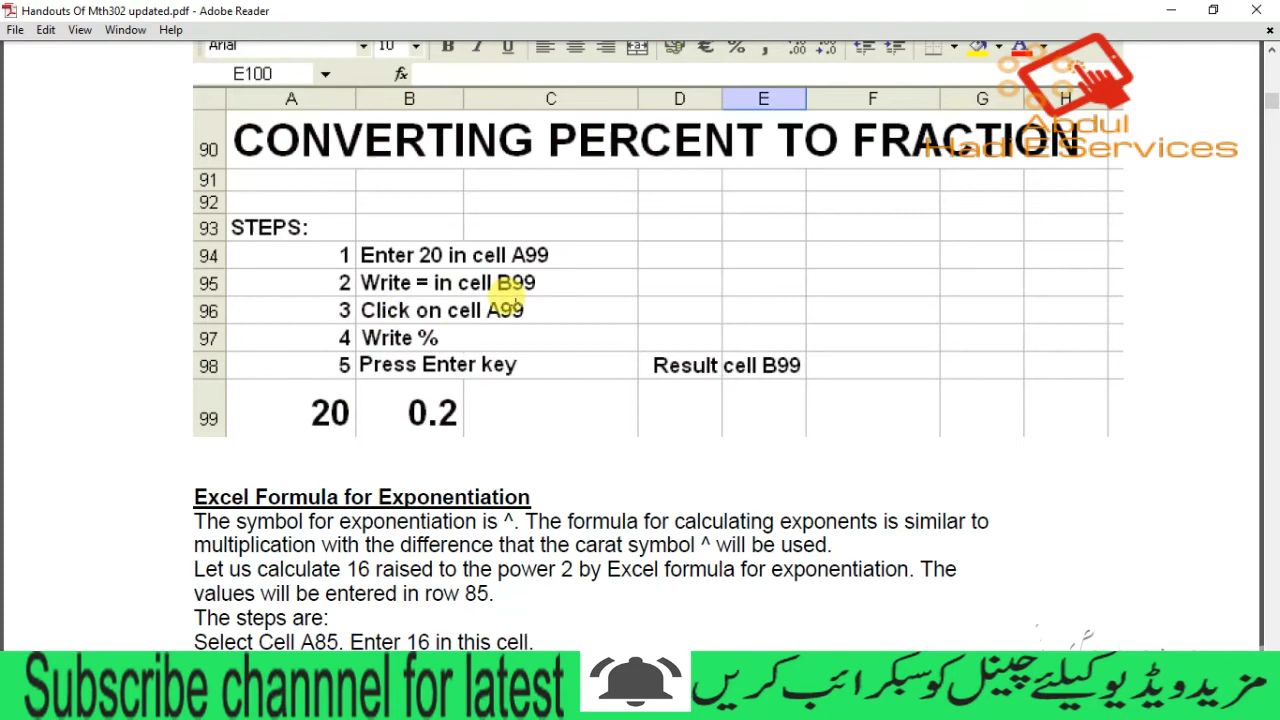 Handouts Of Mth302 updated.pdf - Adobe Reader
File Edit View Window Help
Arial 10 B I U
E100 fx
A B C D E F G H
90 CONVERTING PERCENT TO FRACTION
Abdul
Hadi E Services
91
92
93 STEPS:
94 1 Enter 20 in cell A99
95 2 Write = in cell B99
96 3 Click on cell A99
97 4 Write %
98 5 Press Enter key Result cell B99
99 20 0.2
Excel Formula for Exponentiation
The symbol for exponentiation is ^. The formula for calculating exponents is similar to
multiplication with the difference that the carat symbol ^ will be used.
Let us calculate 16 raised to the power 2 by Excel formula for exponentiation. The
values will be entered in row 85.
The steps are:
Select Cell A85. Enter 16 in this cell.
Subscribe channnel for latest
مزید ویڈیو کیلئے چینل کو سبکرائب کریں